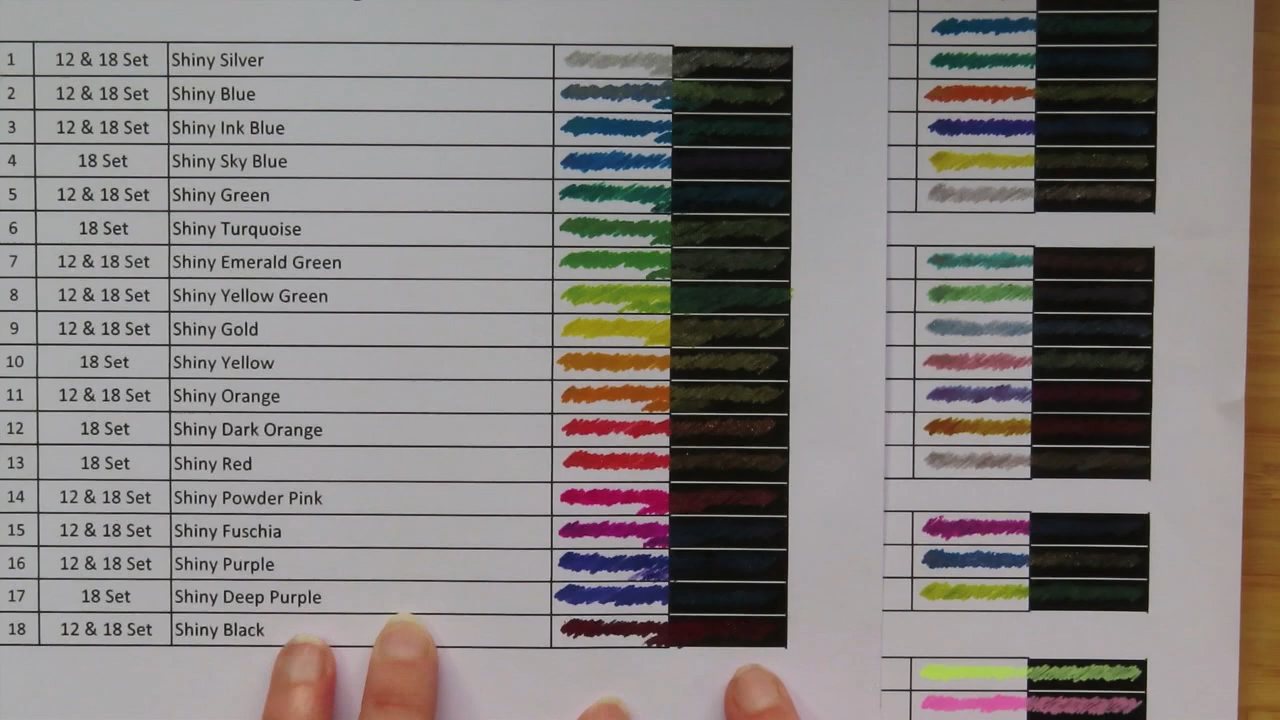 1 12 & 18 Set Shiny Silver
2 12 & 18 Set Shiny Blue
3 12 & 18 Set Shiny Ink Blue
4 18 Set Shiny Sky Blue
5 12 & 18 Set Shiny Green
6 18 Set Shiny Turquoise
7 12 & 18 Set Shiny Emerald Green
8 12 & 18 Set Shiny Yellow Green
9 12 & 18 Set Shiny Gold
10 18 Set Shiny Yellow
11 12 & 18 Set Shiny Orange
12 18 Set Shiny Dark Orange
13 18 Set Shiny Red
14 12 & 18 Set Shiny Powder Pink
15 12 & 18 Set Shiny Fuschia
16 12 & 18 Set Shiny Purple
17 18 Set Shiny Deep Purple
18 12 & 18 Set Shiny Black